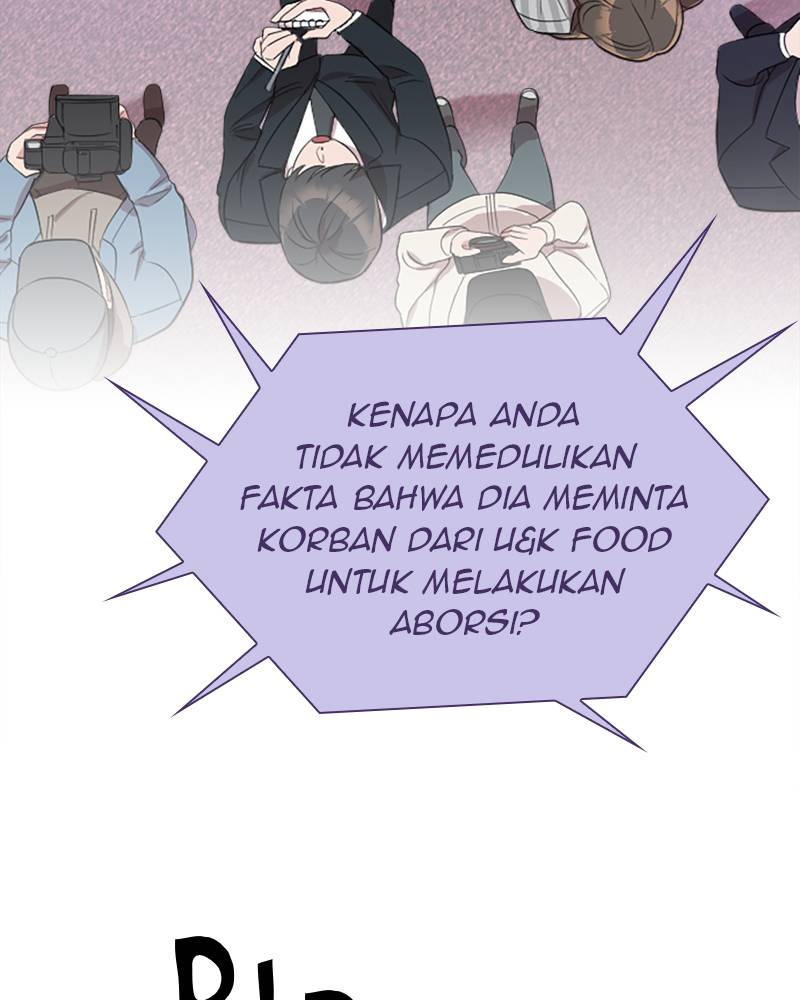 KENAPA ANDA
TIDAK MEMEDULIKAN
FAKTA BAHWA DIA MEMINTA
KORBAN DARI U&K FOOD
UNTUK MELAKUKAN
ABORSI?